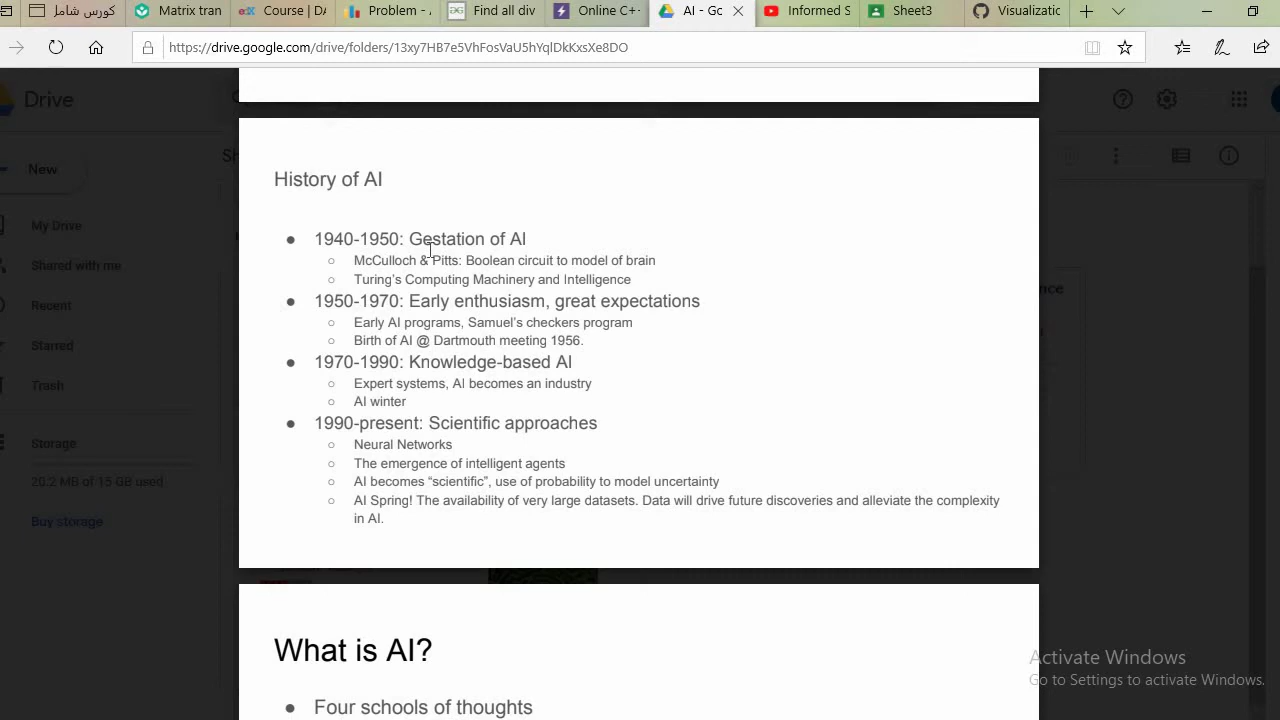 كورس شامل
Matrix tran
Course | DA
Problem - A
Find all div
Online C++
AI - Go
Informed S
Sheet3
Visualizatio
https://drive.google.com/drive/folders/13xy7HB7e5VhFosVaU5hYqlDkKxsXe8DO
Drive
New
My Drive
Shared with me
Recent
Starred
Trash
Storage
20.2 MB of 15 GB used
Buy storage
History of AI
● 1940-1950: Gestation of AI
○ McCulloch & Pitts: Boolean circuit to model of brain
○ Turing's Computing Machinery and Intelligence
● 1950-1970: Early enthusiasm, great expectations
○ Early AI programs, Samuel's checkers program
○ Birth of AI @ Dartmouth meeting 1956.
● 1970-1990: Knowledge-based AI
○ Expert systems, AI becomes an industry
○ AI winter
● 1990-present: Scientific approaches
○ Neural Networks
○ The emergence of intelligent agents
○ AI becomes “scientific”, use of probability to model uncertainty
○ AI Spring! The availability of very large datasets. Data will drive future discoveries and alleviate the complexity
in AI.
What is AI?
● Four schools of thoughts
Activate Windows
Go to Settings to activate Windows.